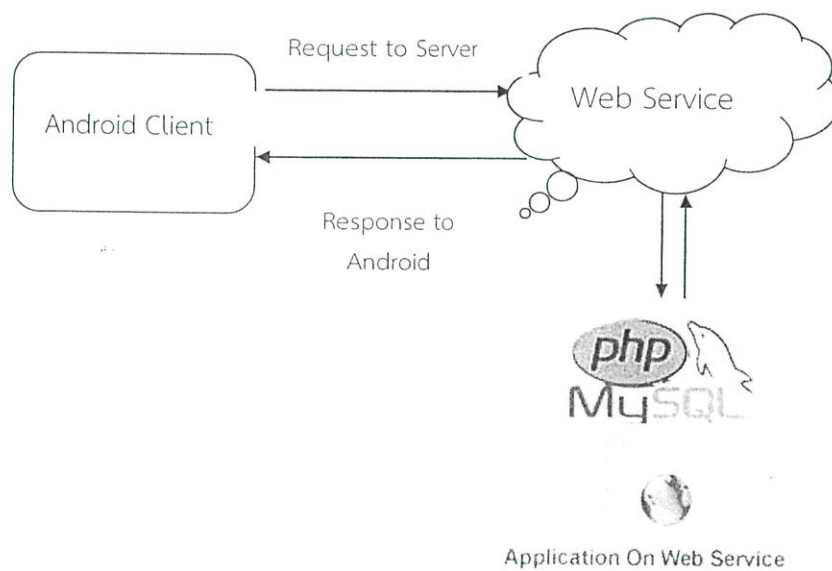 Request to Server
Android Client
Web Service
Response to
Android
php
MySQL
Application On Web Service